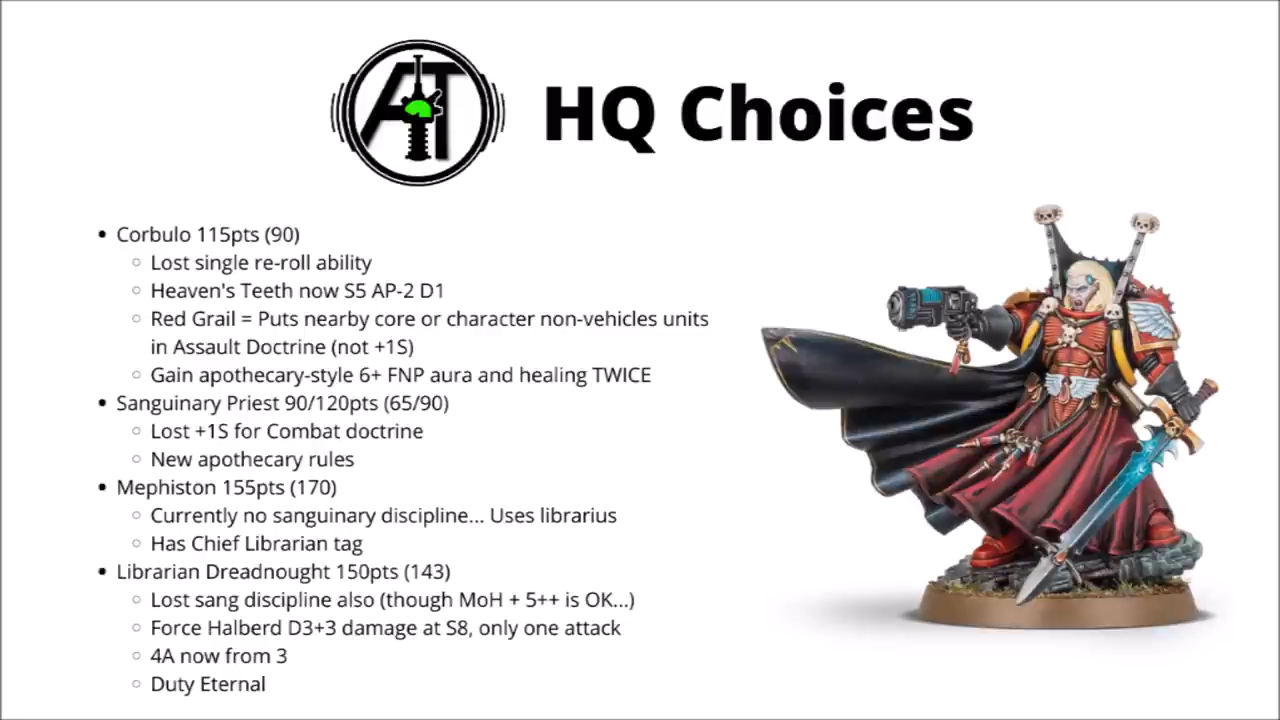 AT
HQ Choices
• Corbulo 115pts (90)
○ Lost single re-roll ability
○ Heaven's Teeth now S5 AP-2 D1
○ Red Grail = Puts nearby core or character non-vehicles units
in Assault Doctrine (not +1S)
○ Gain apothecary-style 6+ FNP aura and healing TWICE
• Sanguinary Priest 90/120pts (65/90)
○ Lost +1S for Combat doctrine
○ New apothecary rules
• Mephiston 155pts (170)
○ Currently no sanguinary discipline... Uses librarius
○ Has Chief Librarian tag
• Librarian Dreadnought 150pts (143)
○ Lost sang discipline also (though MoH + 5++ is OK...)
○ Force Halberd D3+3 damage at S8, only one attack
○ 4A now from 3
○ Duty Eternal